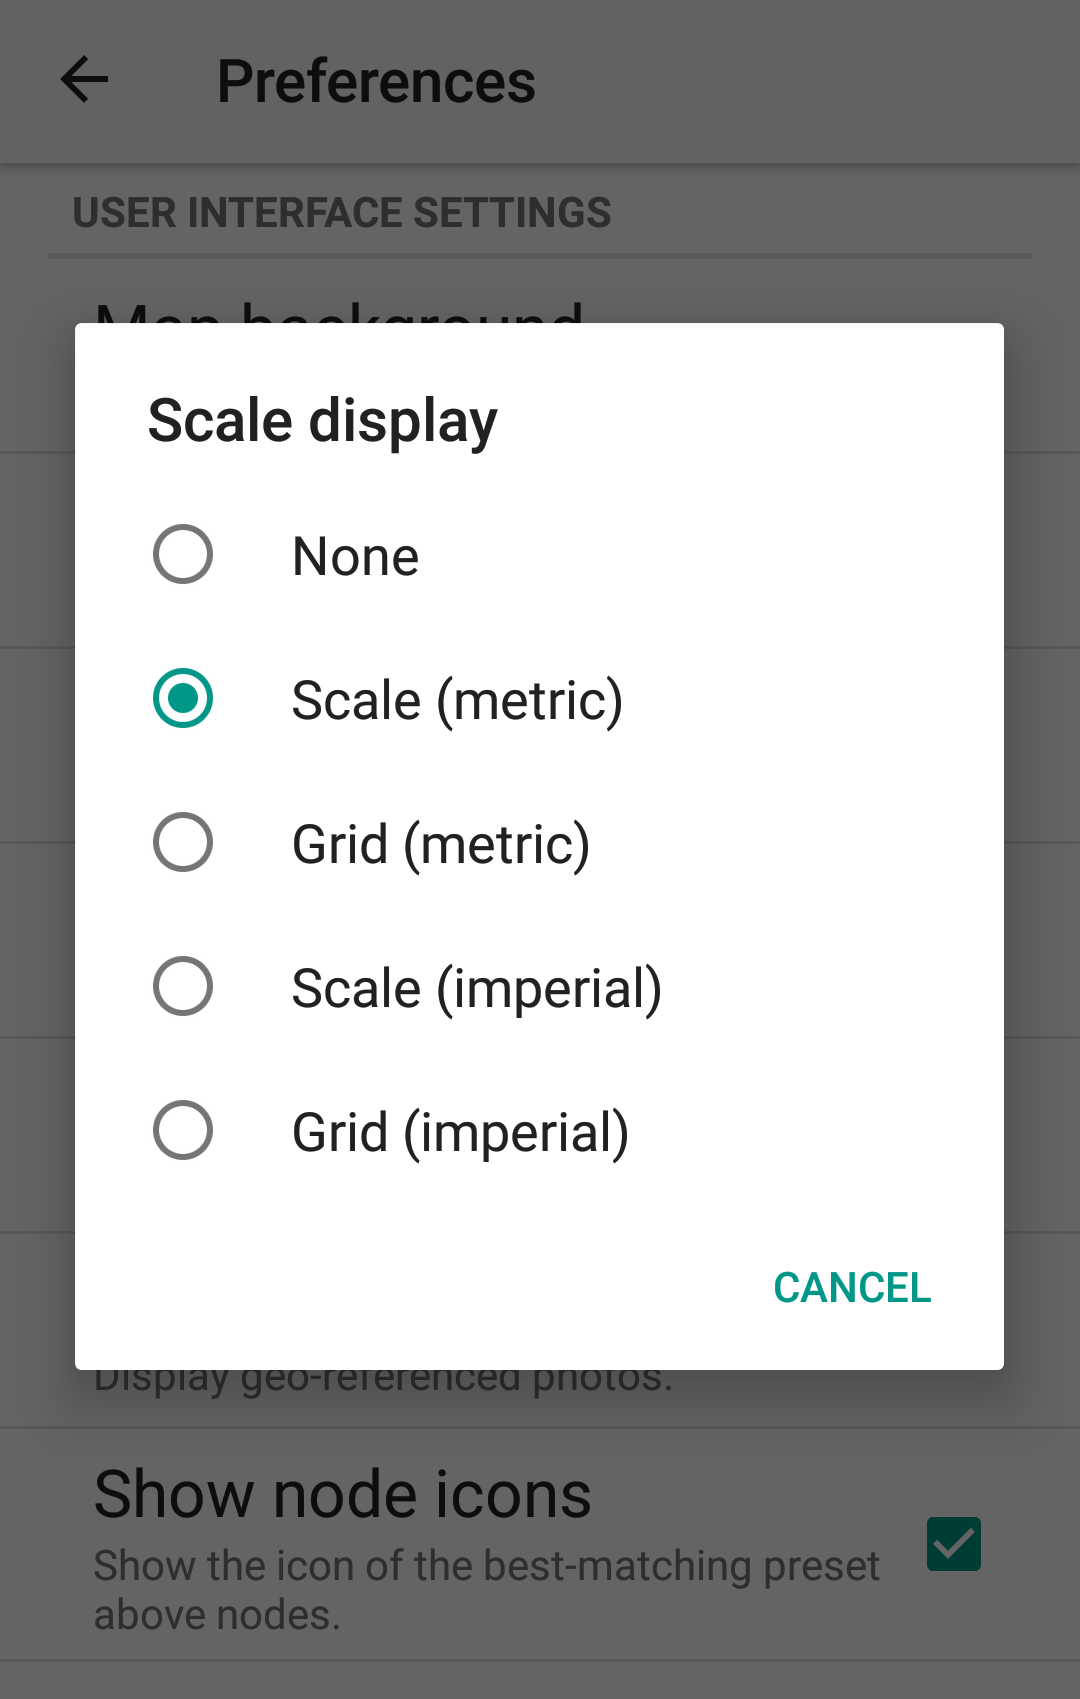 Preferences
USER INTERFACE SETTINGS
Map background
Scale display
None
Scale (metric)
Grid (metric)
Scale (imperial)
Grid (imperial)
CANCEL
Display geo-referenced photos.
Show node icons
Show the icon of the best-matching preset
above nodes.